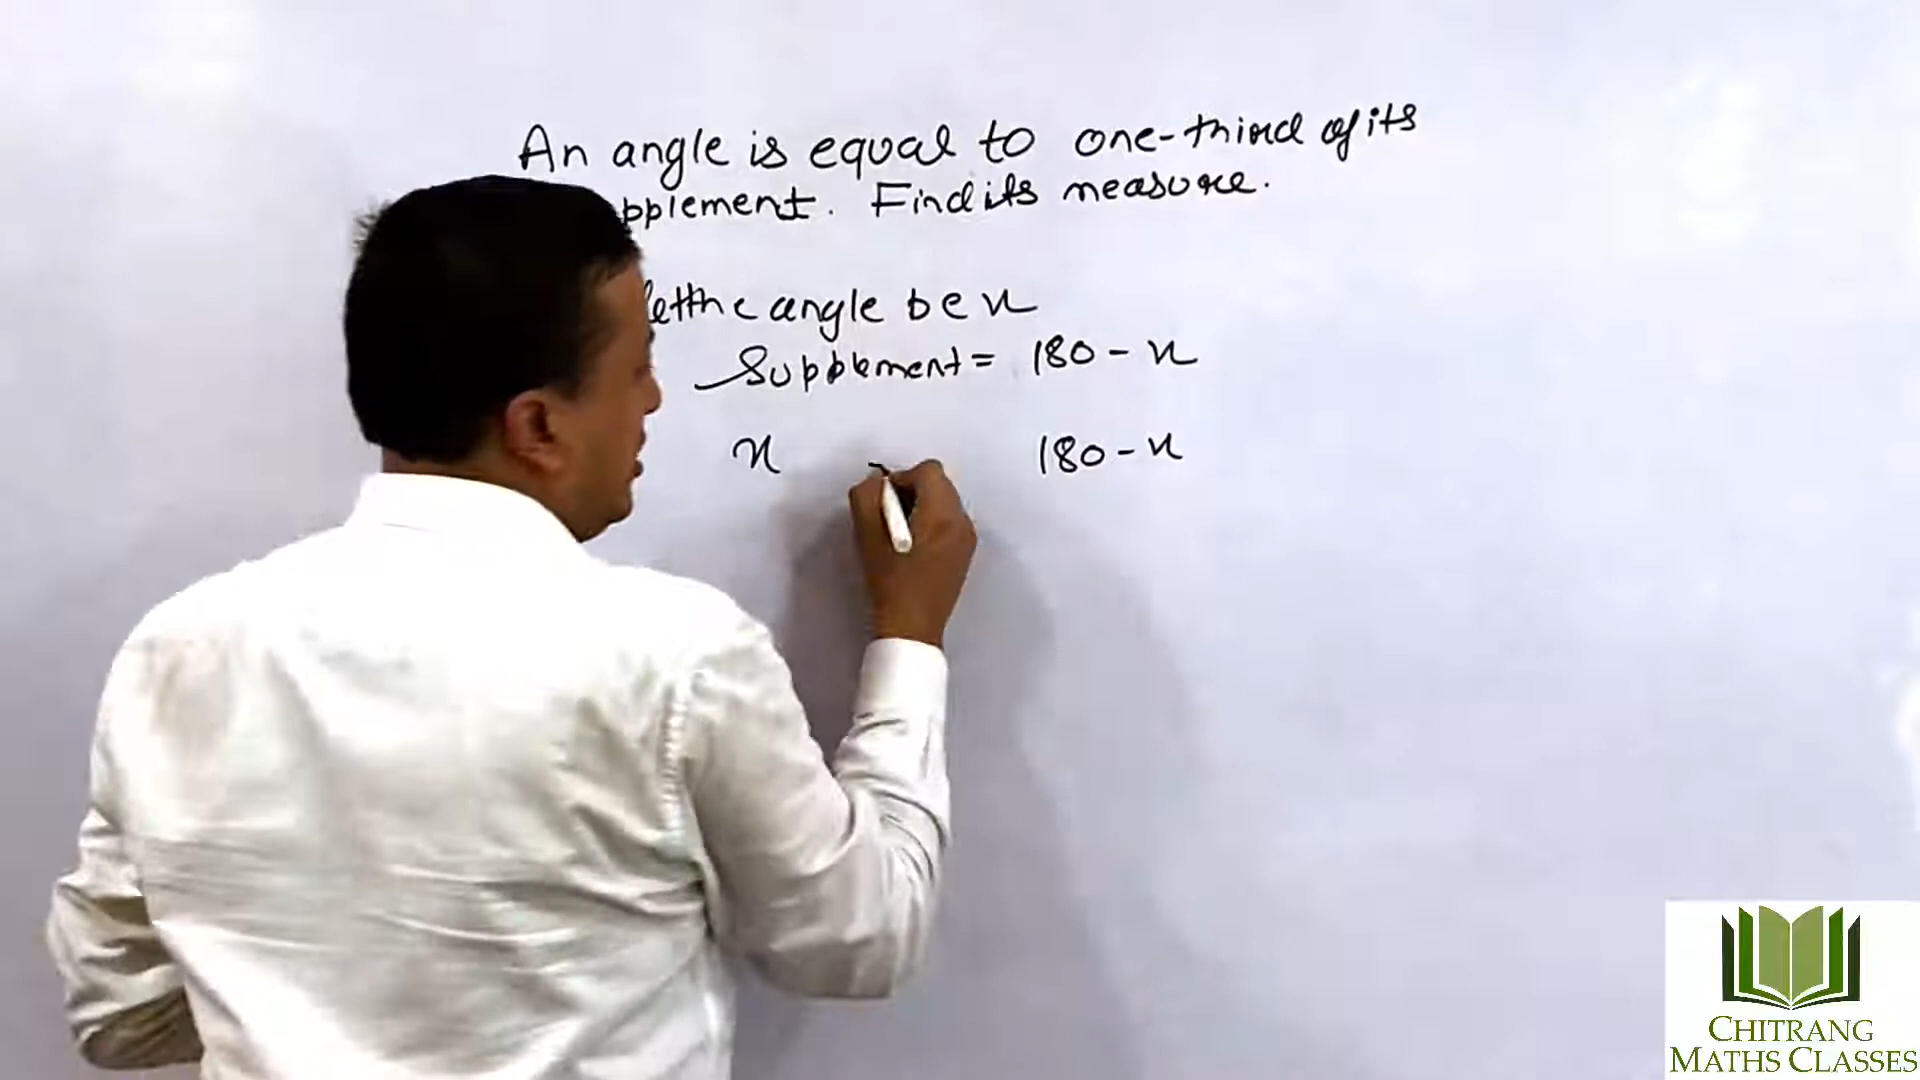 An angle is equal to one-third of its
pplement. Find its measure.
let the angle be x
Supplement = 180 - x
x 180 - x
CHITRANG
MATHS CLASSES